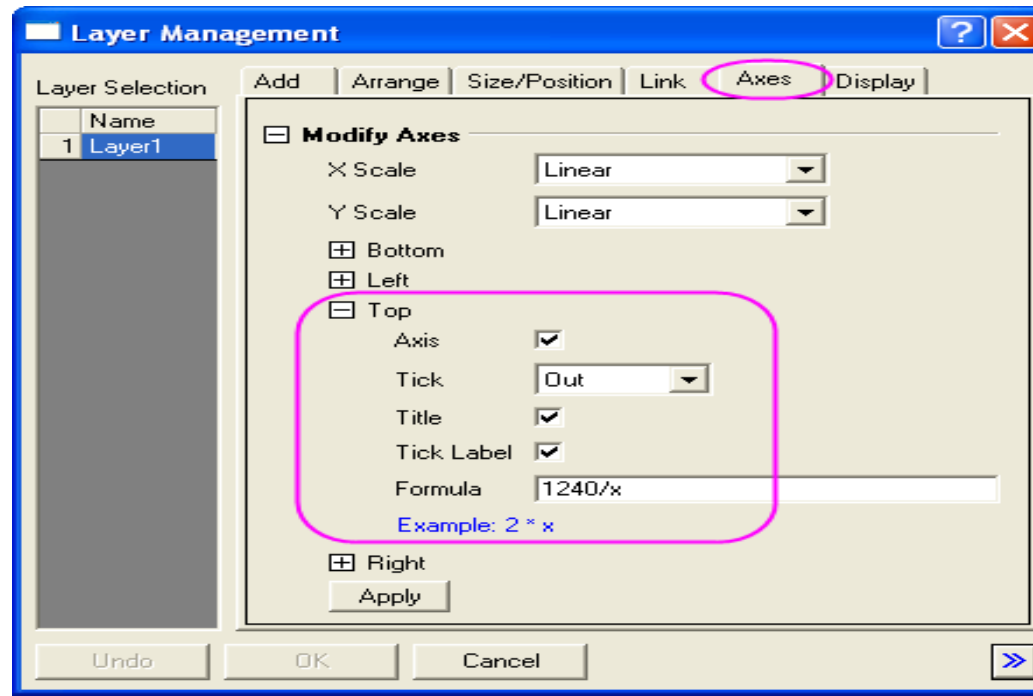 Layer Management
Layer Selection
Name
1 Layer1
Add Arrange Size/Position Link Axes Display
Modify Axes
X Scale Linear
Y Scale Linear
Bottom
Left
Top
Axis
Tick Out
Title
Tick Label
Formula 1240/x
Example: 2 * x
Right
Apply
Undo OK Cancel